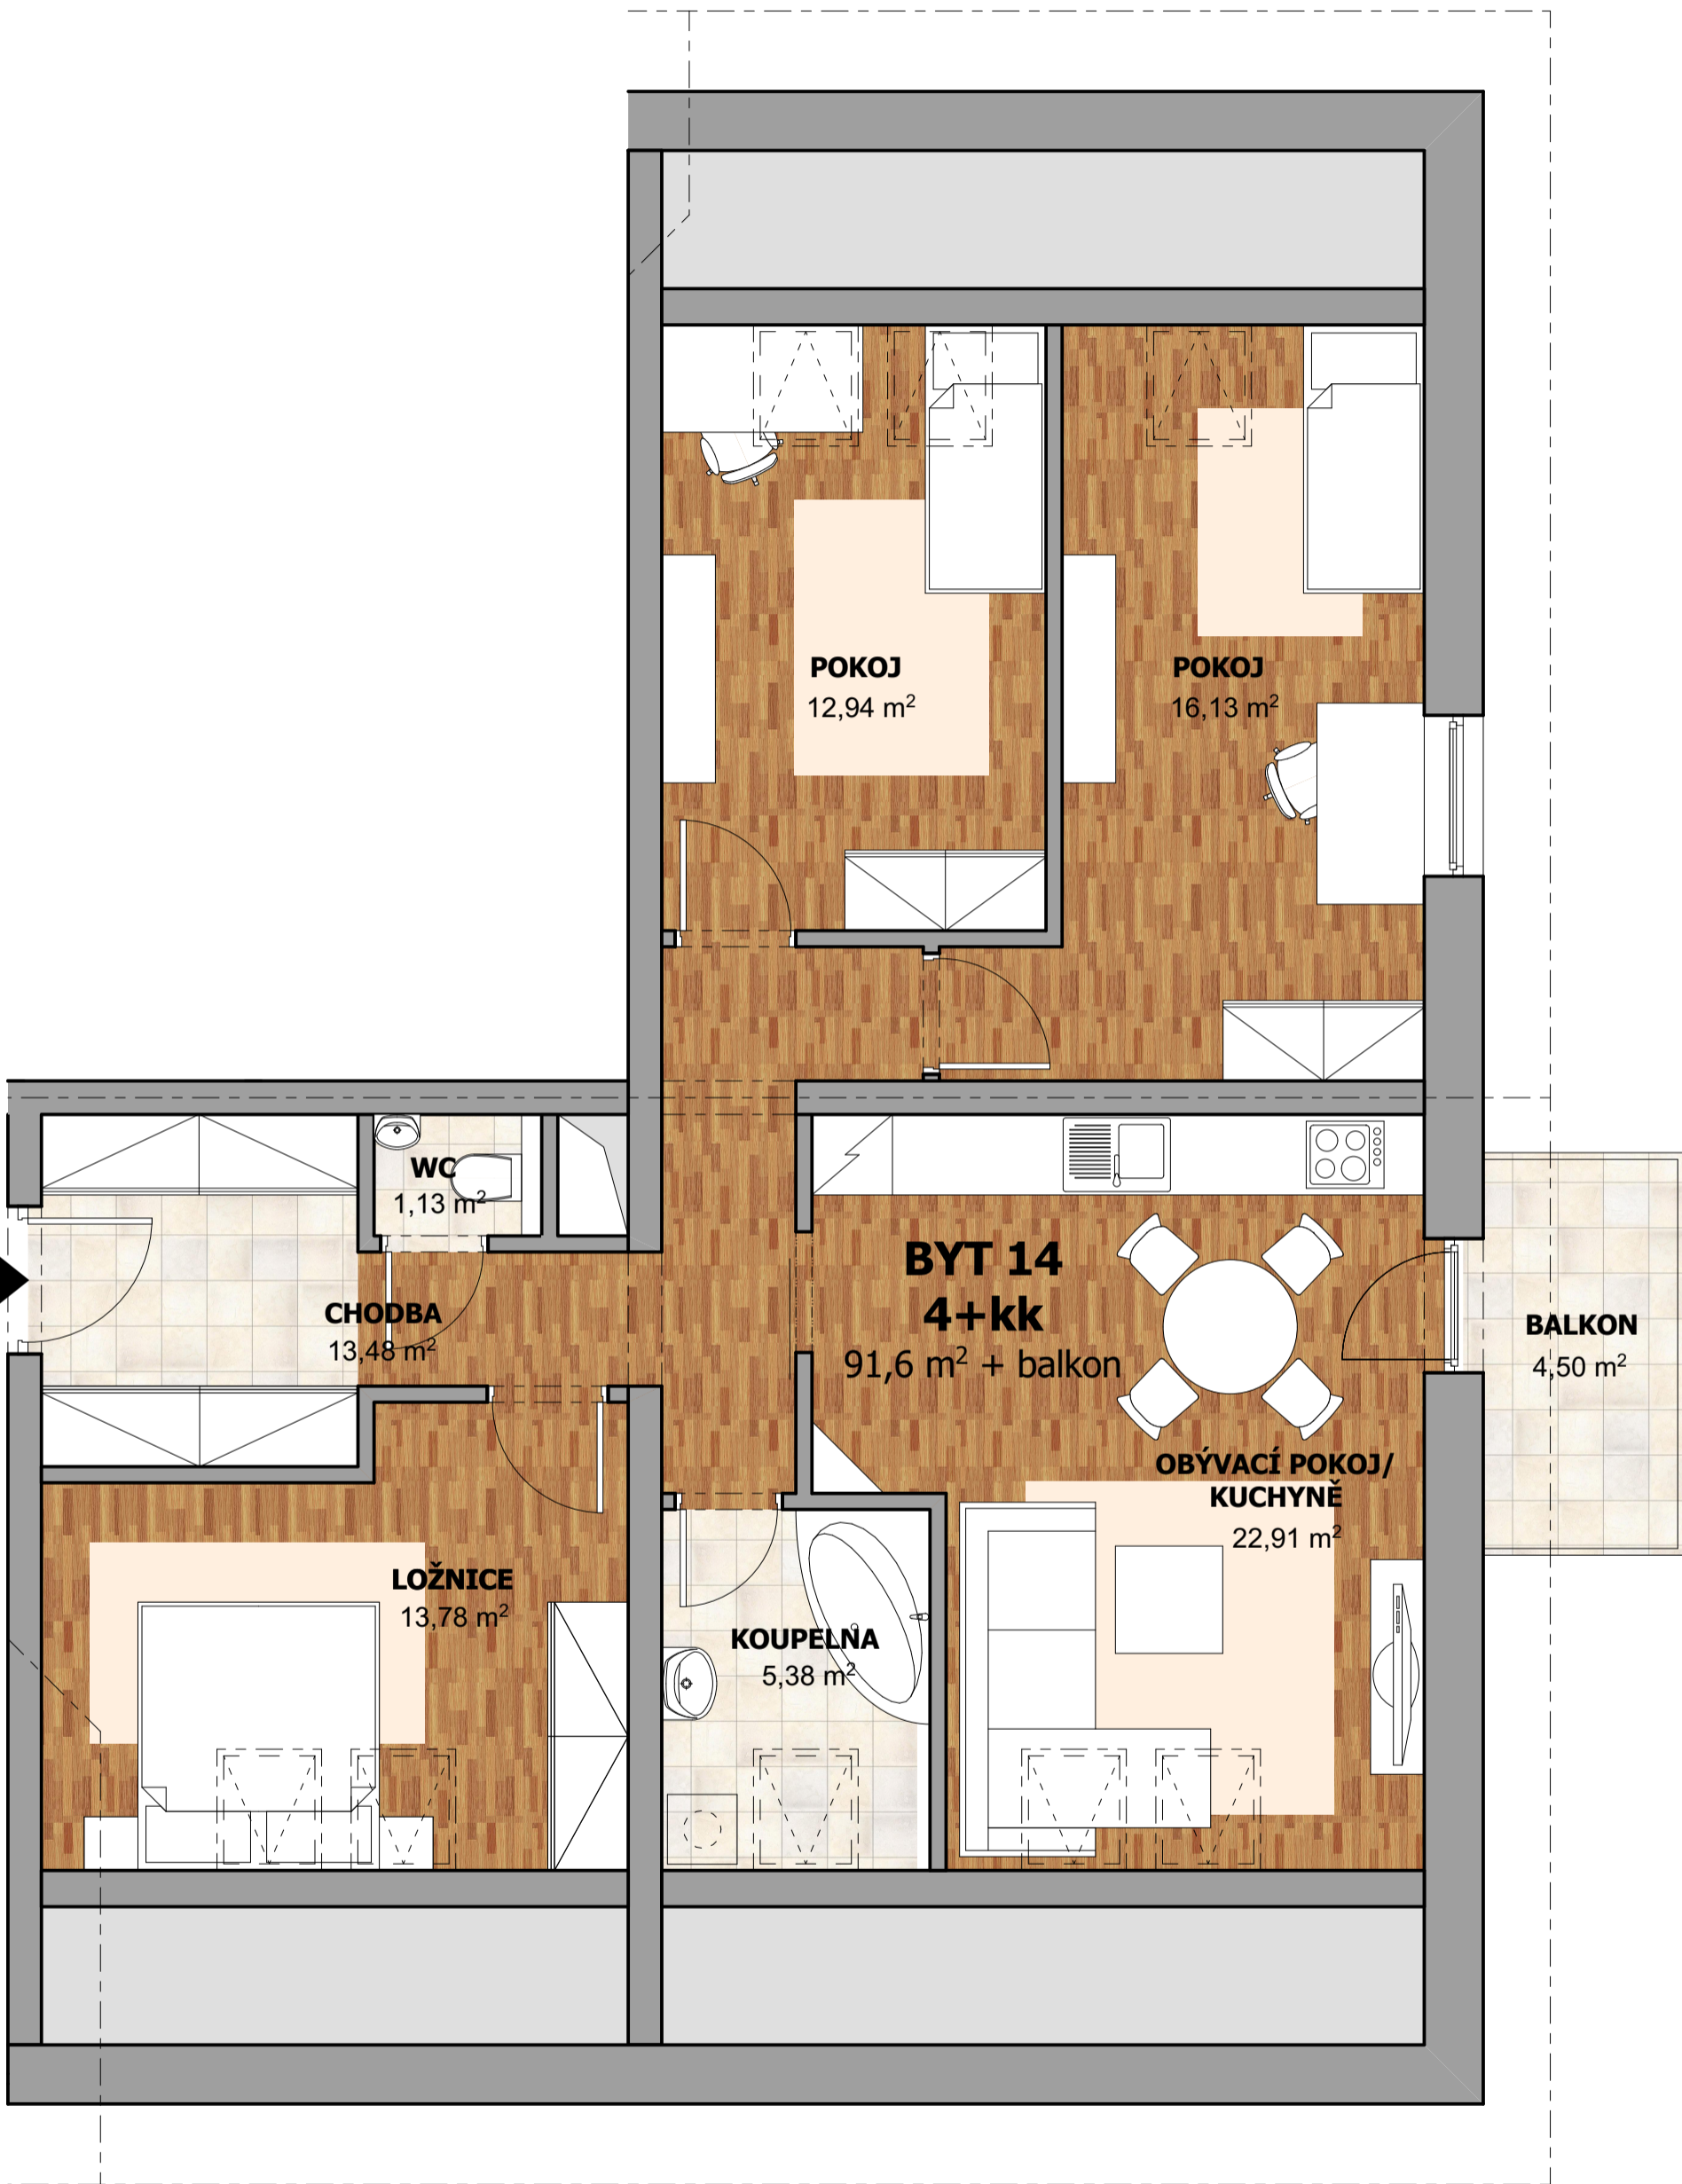 POKOJ
12,94 m²
POKOJ
16,13 m²
WC
1,13 m²
CHODBA
13,48 m²
BYT 14
4+kk
91,6 m² + balkon
BALKON
4,50 m²
OBÝVACÍ POKOJ/
KUCHYNĚ
22,91 m²
LOŽNICE
13,78 m²
KOUPELNA
5,38 m²